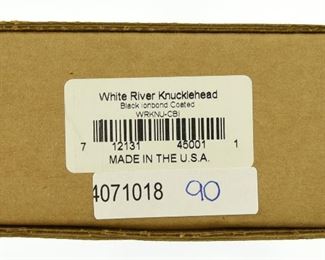 White River Knucklehead
Black Ionbond Coated
WRKNU-CBI
7 12131 45001 1
MADE IN THE U.S.A.
4071018 90